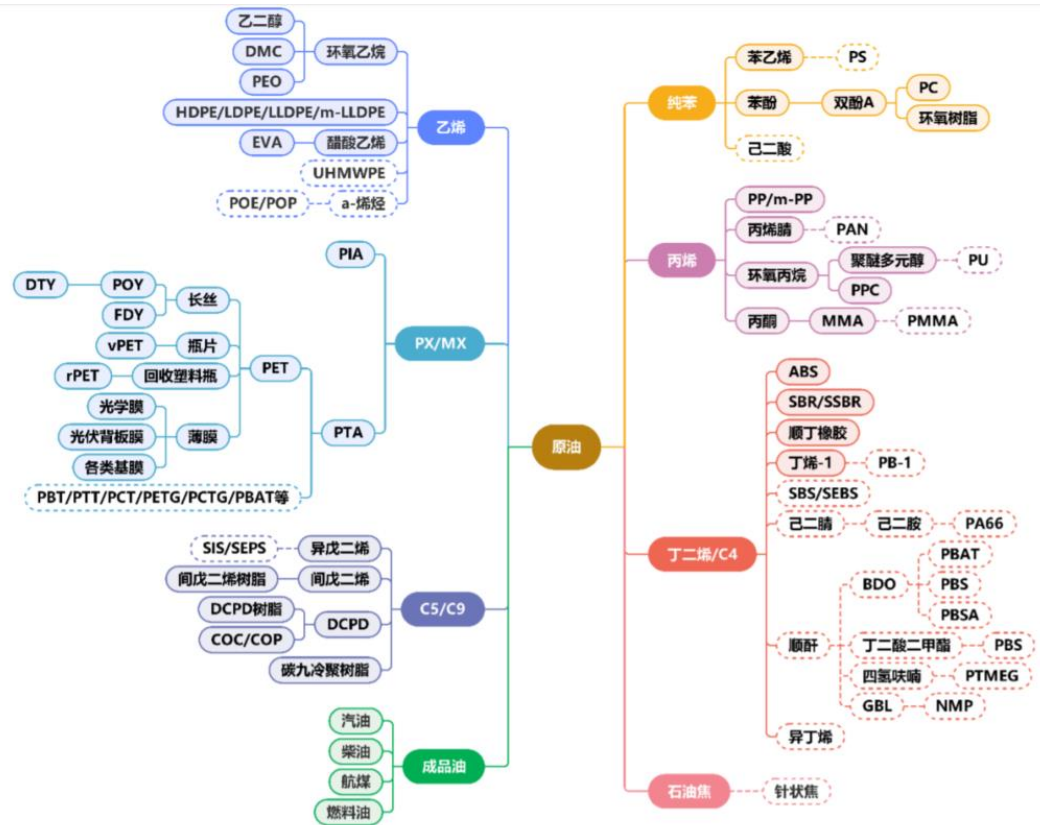 乙二醇
DMC
PEO
环氧乙烷
HDPE/LDPE/LLDPE/m-LLDPE
EVA
醋酸乙烯
UHMWPE
POE/POP
a-烯烃
乙烯
PIA
DTY
POY
FDY
长丝
vPET
瓶片
rPET
回收塑料瓶
光学膜
光伏背板膜
各类基膜
薄膜
PET
PTA
PBT/PTT/PCT/PETG/PCTG/PBAT等
PX/MX
SIS/SEPS
异戊二烯
间戊二烯树脂
间戊二烯
DCPD树脂
COC/COP
DCPD
碳九冷聚树脂
C5/C9
汽油
柴油
航煤
燃料油
成品油
原油
纯苯
苯乙烯
PS
苯酚
双酚A
PC
环氧树脂
己二酸
丙烯
PP/m-PP
丙烯腈
PAN
环氧丙烷
聚醚多元醇
PU
PPC
丙酮
MMA
PMMA
丁二烯/C4
ABS
SBR/SSBR
顺丁橡胶
丁烯-1
PB-1
SBS/SEBS
己二腈
己二胺
PA66
顺酐
BDO
PBAT
PBS
PBSA
丁二酸二甲酯
PBS
四氢呋喃
PTMEG
GBL
NMP
异丁烯
石油焦
针状焦